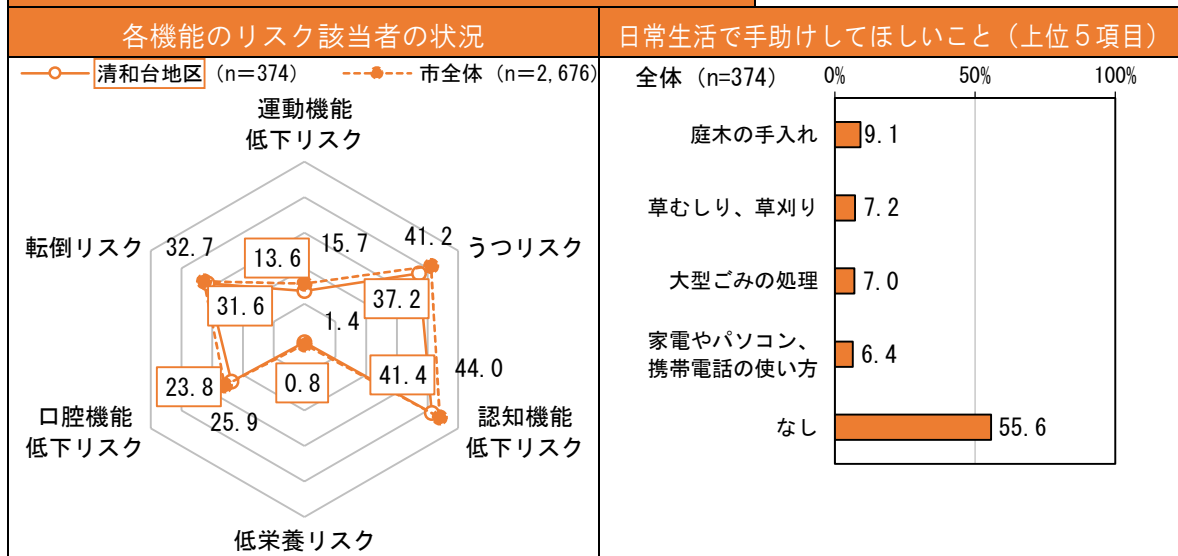 各機能のリスク該当者の状況
清和台地区 (n=374) 市全体 (n=2,676)
運動機能
低下リスク
15.7
41.2
うつリスク
転倒リスク
32.7
13.6
31.6
37.2
1.4
23.8
0.8
41.4
44.0
口腔機能
低下リスク
25.9
認知機能
低下リスク
低栄養リスク
日常生活で手助けしてほしいこと（上位５項目）
全体 (n=374)
0% 50% 100%
庭木の手入れ 9.1
草むしり、草刈り 7.2
大型ごみの処理 7.0
家電やパソコン、
携帯電話の使い方 6.4
なし 55.6